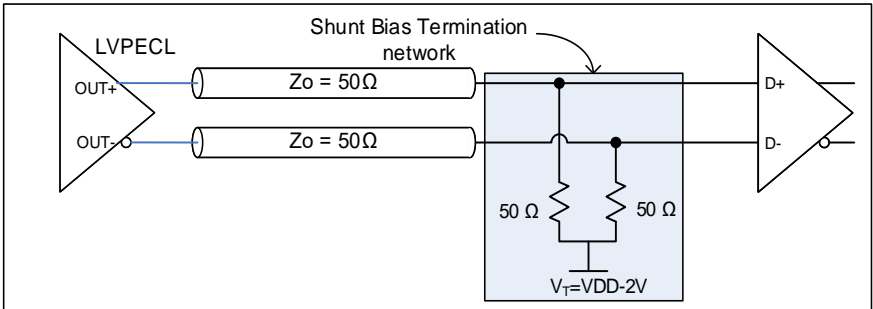 Shunt Bias Termination
network
LVPECL
OUT+
Zo = 50Ω
D+
OUT-
Zo = 50Ω
D-
50 Ω
50 Ω
VT=VDD-2V